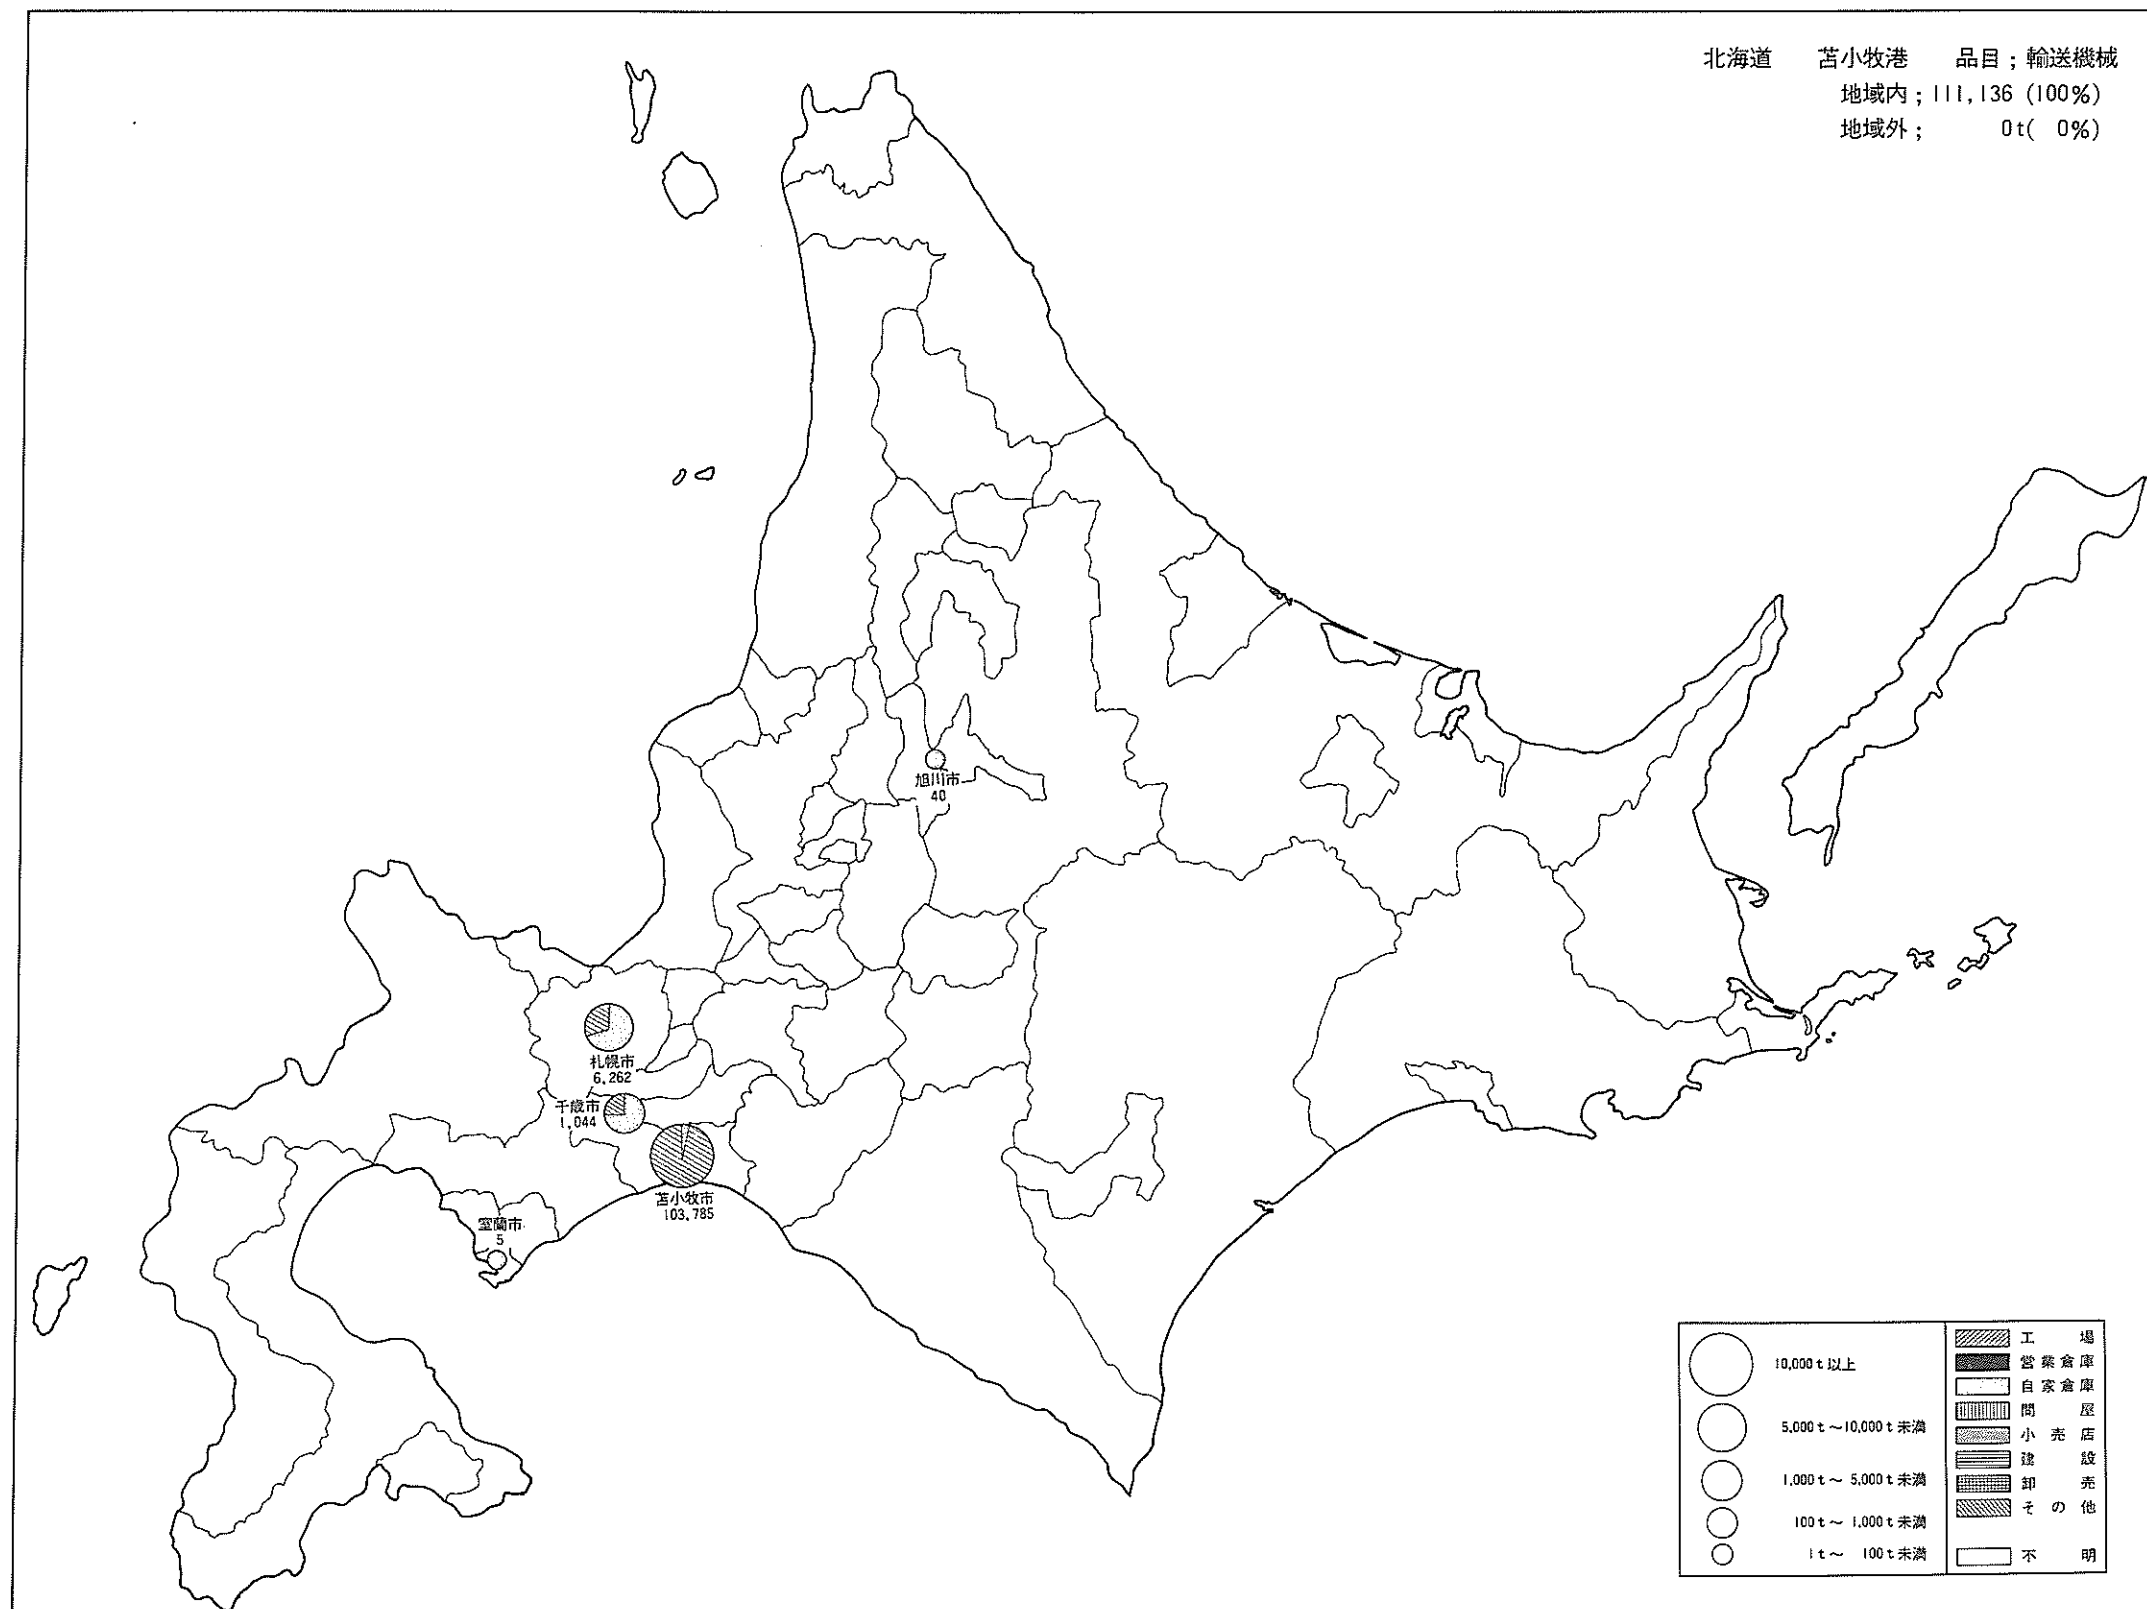 北海道 苫小牧港 品目；輸送機械
地域内；111,136 (100%)
地域外； 0t( 0%)
旭川市
40
札幌市
6,262
千歳市
1,044
苫小牧市
103,785
室蘭市
5
10,000t以上
5,000t～10,000t未満
1,000t～5,000t未満
100t～1,000t未満
1t～100t未満
工場
営業倉庫
自家倉庫
問屋
小売店
建設
卸売
その他
不明